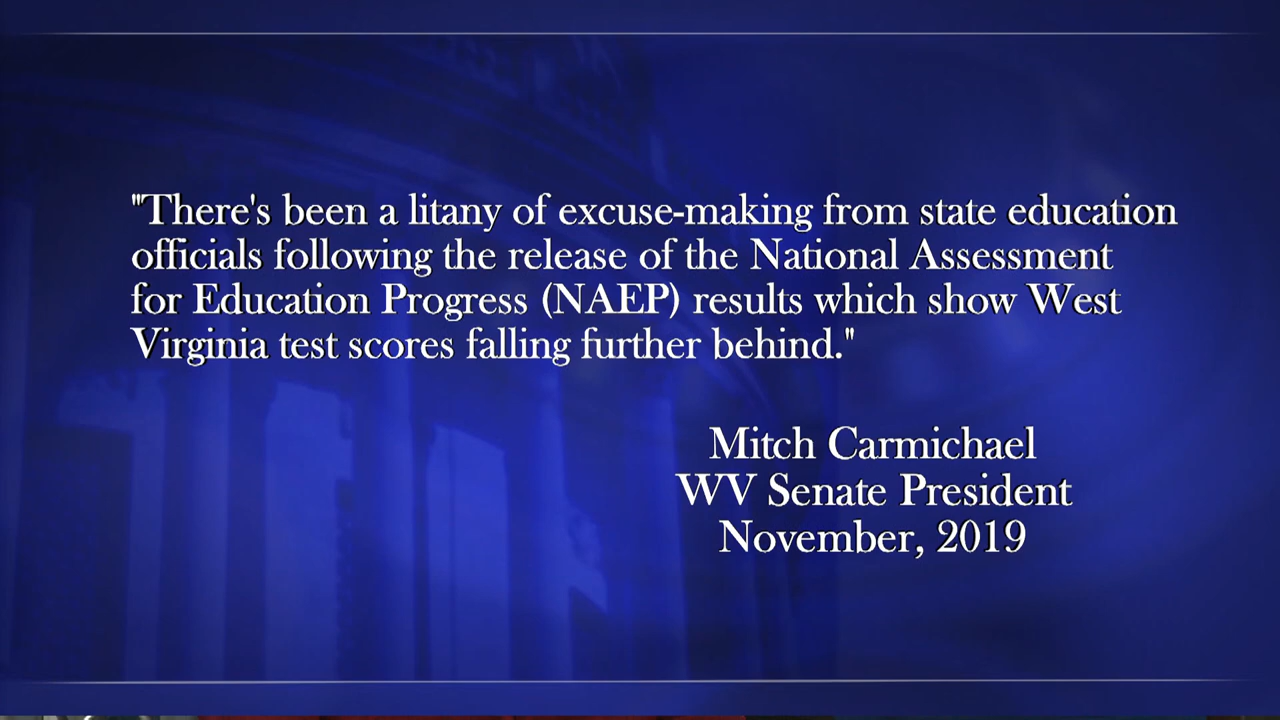 "There's been a litany of excuse-making from state education
officials following the release of the National Assessment
for Education Progress (NAEP) results which show West
Virginia test scores falling further behind."
Mitch Carmichael
WV Senate President
November, 2019